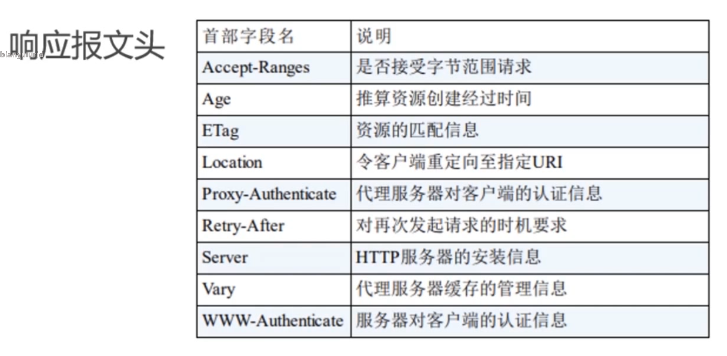 响应报文头
首部字段名 说明
Accept-Ranges 是否接受字节范围请求
Age 推算资源创建经过时间
ETag 资源的匹配信息
Location 令客户端重定向至指定URI
Proxy-Authenticate 代理服务器对客户端的认证信息
Retry-After 对再次发起请求的时机要求
Server HTTP服务器的安装信息
Vary 代理服务器缓存的管理信息
WWW-Authenticate 服务器对客户端的认证信息